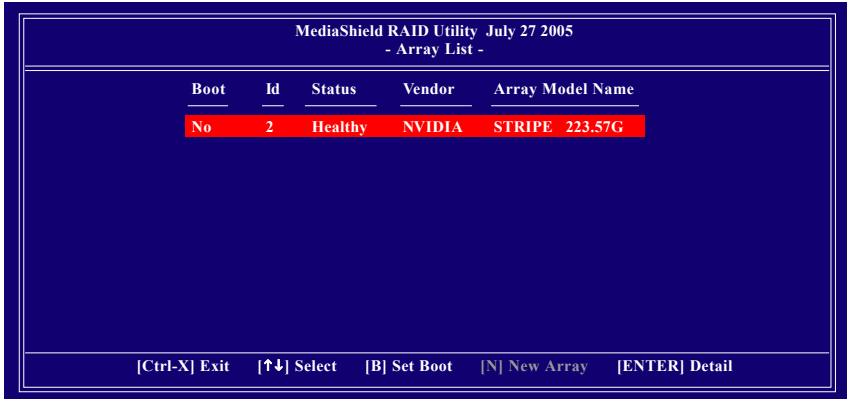 MediaShield RAID Utility July 27 2005
- Array List -
Boot Id Status Vendor Array Model Name
No 2 Healthy NVIDIA STRIPE 223.57G
[Ctrl-X] Exit [↑↓] Select [B] Set Boot [N] New Array [ENTER] Detail